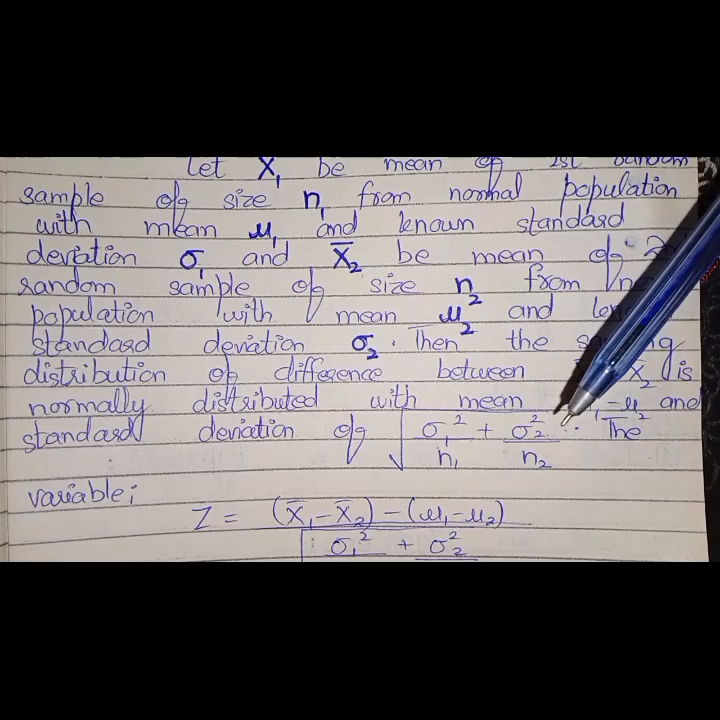 Let X̄₁ be mean of 1st random
sample of size n₁ from normal population
with mean μ₁ and known standard
deviation σ₁ and X̄₂ be mean of
random sample of size n₂ from
population with mean μ₂ and
standard deviation σ₂. Then the
distribution of difference between X̄₂ is
normally distributed with mean -μ₂ and
standard deviation of √(σ₁²/n₁ + σ₂²/n₂). The
variable;
Z = (X̄₁-X̄₂) - (μ₁-μ₂)
√σ₁² + σ₂²